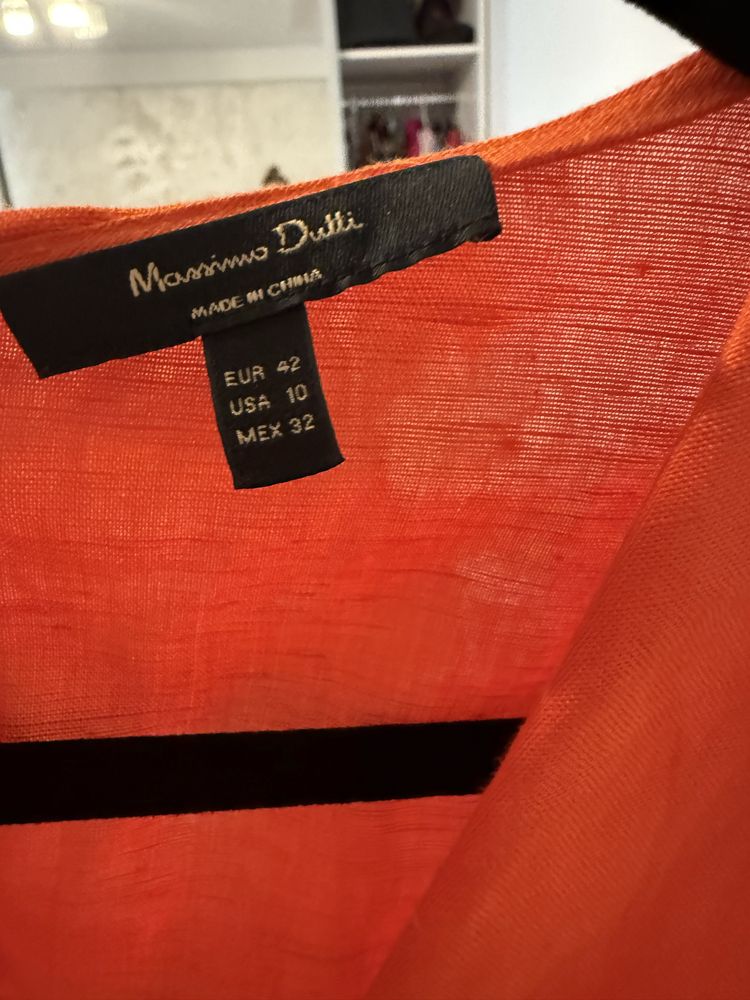 Massimo Dutti
MADE IN CHINA
EUR 42
USA 10
MEX 32